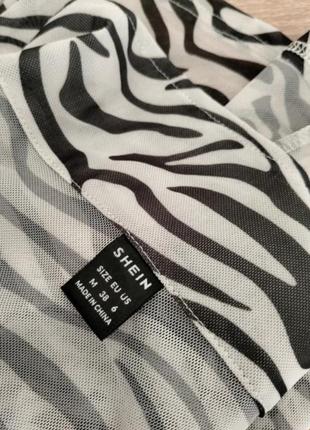 SHEIN
SIZE EU US
M 38 6
MADE IN CHINA